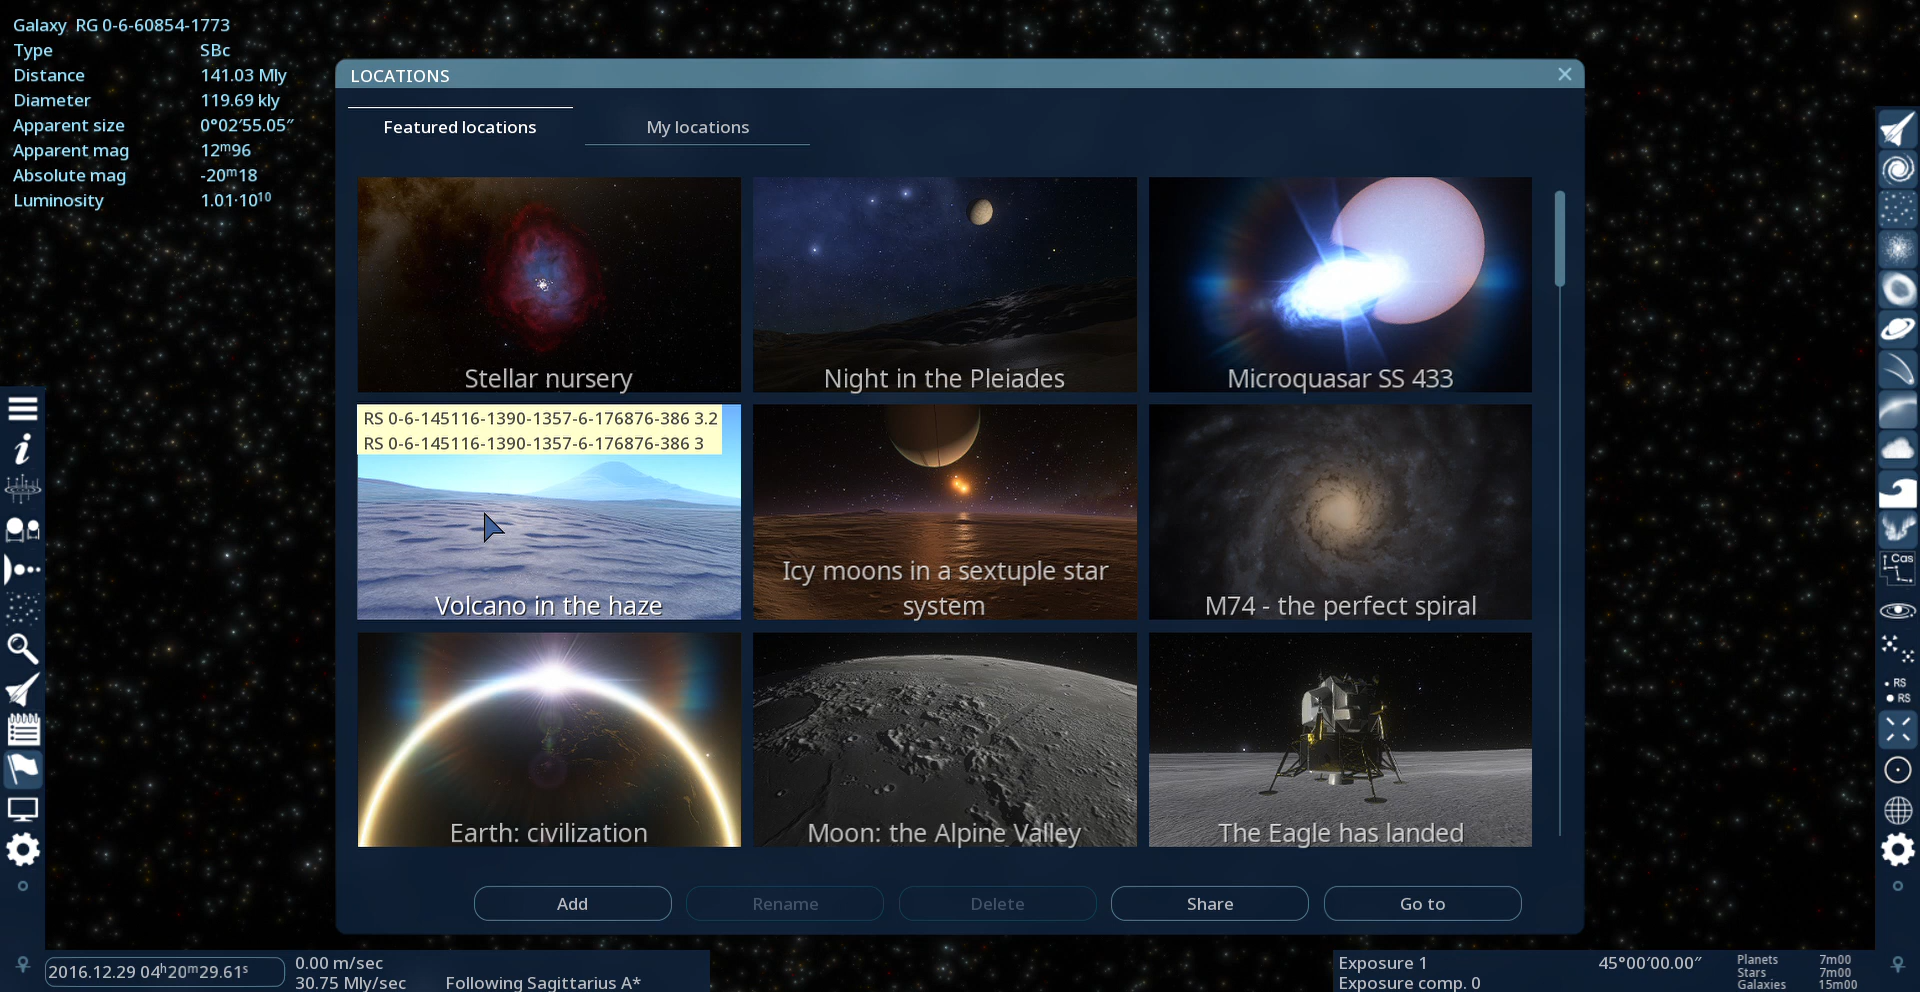 Galaxy RG 0-6-60854-1773
Type SBc
Distance 141.03 Mly
Diameter 119.69 kly
Apparent size 0°02′55.05″
Apparent mag 12ᵐ96
Absolute mag -20ᵐ18
Luminosity 1.01·10¹⁰
LOCATIONS
Featured locations
My locations
Stellar nursery
Night in the Pleiades
Microquasar SS 433
RS 0-6-145116-1390-1357-6-176876-386 3.2
RS 0-6-145116-1390-1357-6-176876-386 3
Volcano in the haze
Icy moons in a sextuple star
system
M74 - the perfect spiral
Earth: civilization
Moon: the Alpine Valley
The Eagle has landed
Add
Rename
Delete
Share
Go to
Cas
RS
RS
2016.12.29 04ʰ20ᵐ29.61ˢ
0.00 m/sec
30.75 Mly/sec
Following Sagittarius A*
Exposure 1
Exposure comp. 0
45°00′00.00″
Planets 7m00
Stars 7m00
Galaxies 15m00